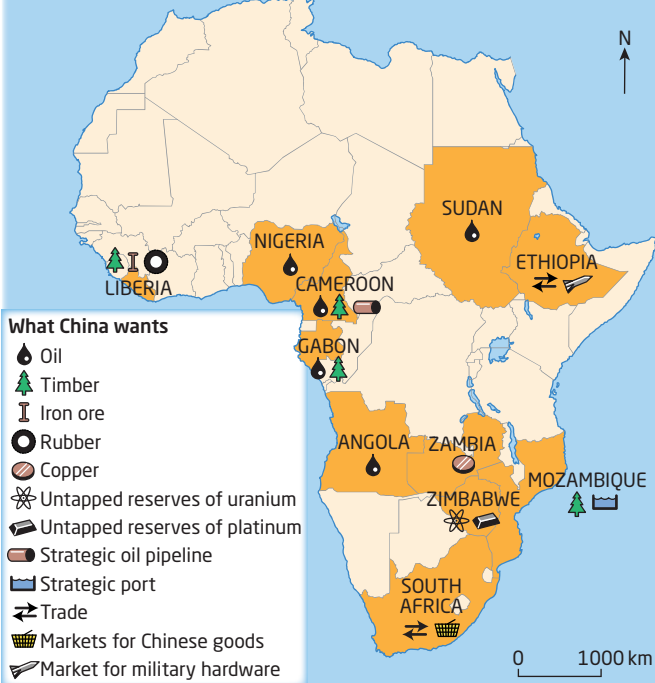 N
SUDAN
NIGERIA
ETHIOPIA
CAMEROON
LIBERIA
GABON
What China wants
Oil
Timber
Iron ore
Rubber
Copper
Untapped reserves of uranium
Untapped reserves of platinum
Strategic oil pipeline
Strategic port
Trade
Markets for Chinese goods
Market for military hardware
ANGOLA
ZAMBIA
MOZAMBIQUE
ZIMBABWE
SOUTH
AFRICA
0 1000 km